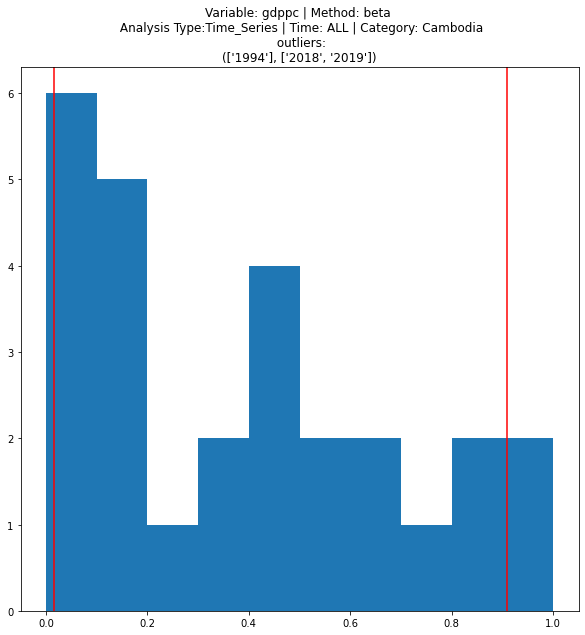 Variable: gdppc | Method: beta
Analysis Type:Time_Series | Time: ALL | Category: Cambodia
outliers:
(['1994'], ['2018', '2019'])
6
5
4
3
2
1
0
0.0 0.2 0.4 0.6 0.8 1.0